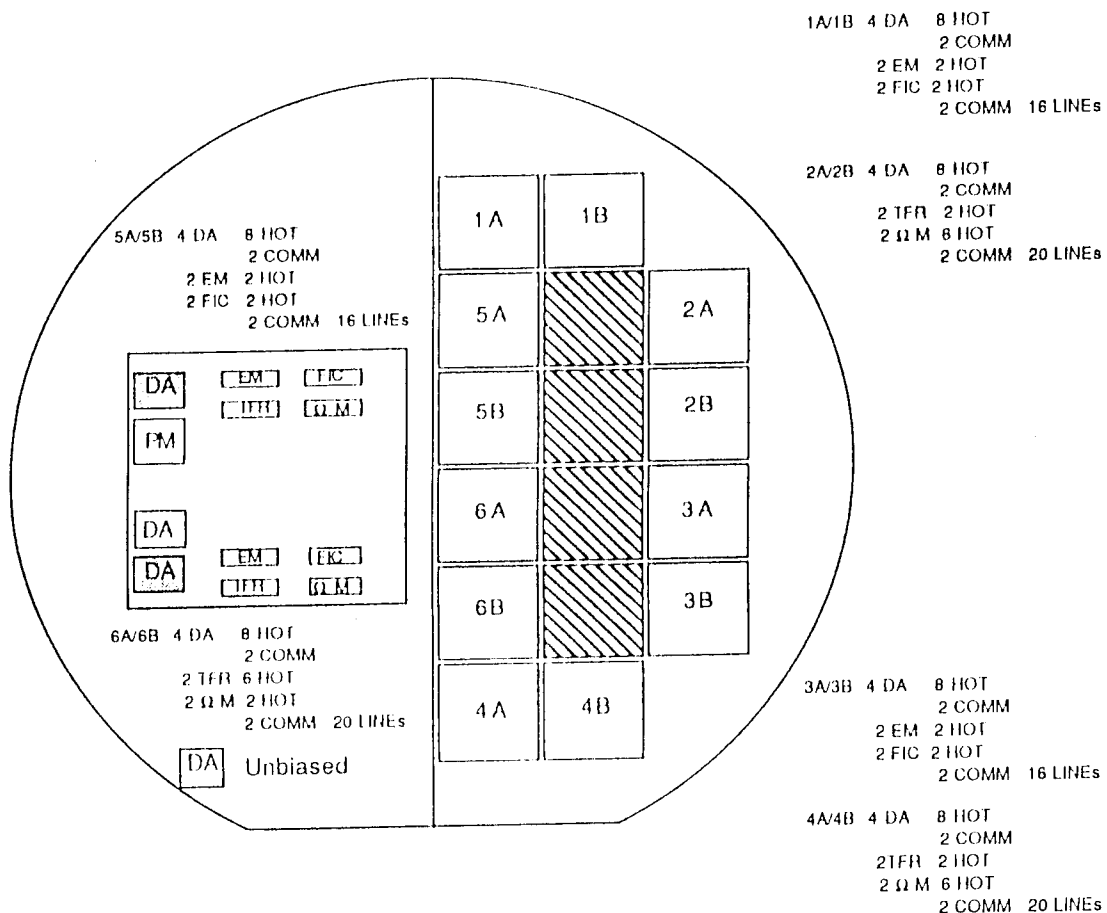 1A/1B 4 DA 8 HOT
2 COMM
2 EM 2 HOT
2 FIC 2 HOT
2 COMM 16 LINEs
2A/2B 4 DA 8 HOT
2 COMM
2 TFR 2 HOT
2 Ω M 6 HOT
2 COMM 20 LINEs
5A/5B 4 DA 8 HOT
2 COMM
2 EM 2 HOT
2 FIC 2 HOT
2 COMM 16 LINEs
1A 1B
5A 2A
5B 2B
6A 3A
6B 3B
4A 4B
DA EM FIC
TFR Ω M
PM
DA
DA EM FIC
TFR Ω M
6A/6B 4 DA 8 HOT
2 COMM
2 TFR 6 HOT
2 Ω M 2 HOT
2 COMM 20 LINEs
DA Unbiased
3A/3B 4 DA 8 HOT
2 COMM
2 EM 2 HOT
2 FIC 2 HOT
2 COMM 16 LINEs
4A/4B 4 DA 8 HOT
2 COMM
2TFR 2 HOT
2 Ω M 6 HOT
2 COMM 20 LINEs